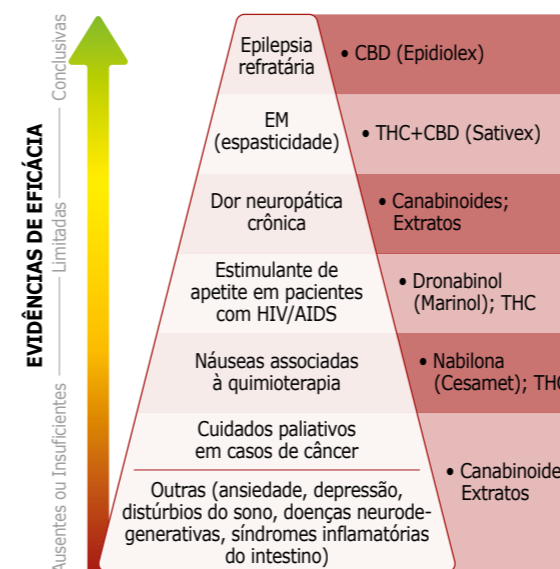 EVIDÊNCIAS DE EFICÁCIA
Conclusivas
Limitadas
Ausentes ou Insuficientes
Epilepsia
refratária
• CBD (Epidiolex)
EM
(espasticidade)
• THC+CBD (Sativex)
Dor neuropática
crônica
• Canabinoides;
Extratos
Estimulante de
apetite em pacientes
com HIV/AIDS
• Dronabinol
(Marinol); THC
Náuseas associadas
à quimioterapia
• Nabilona
(Cesamet); THC
Cuidados paliativos
em casos de câncer
Outras (ansiedade, depressão,
distúrbios do sono, doenças neurode-
generativas, síndromes inflamatórias
do intestino)
• Canabinoide
Extratos